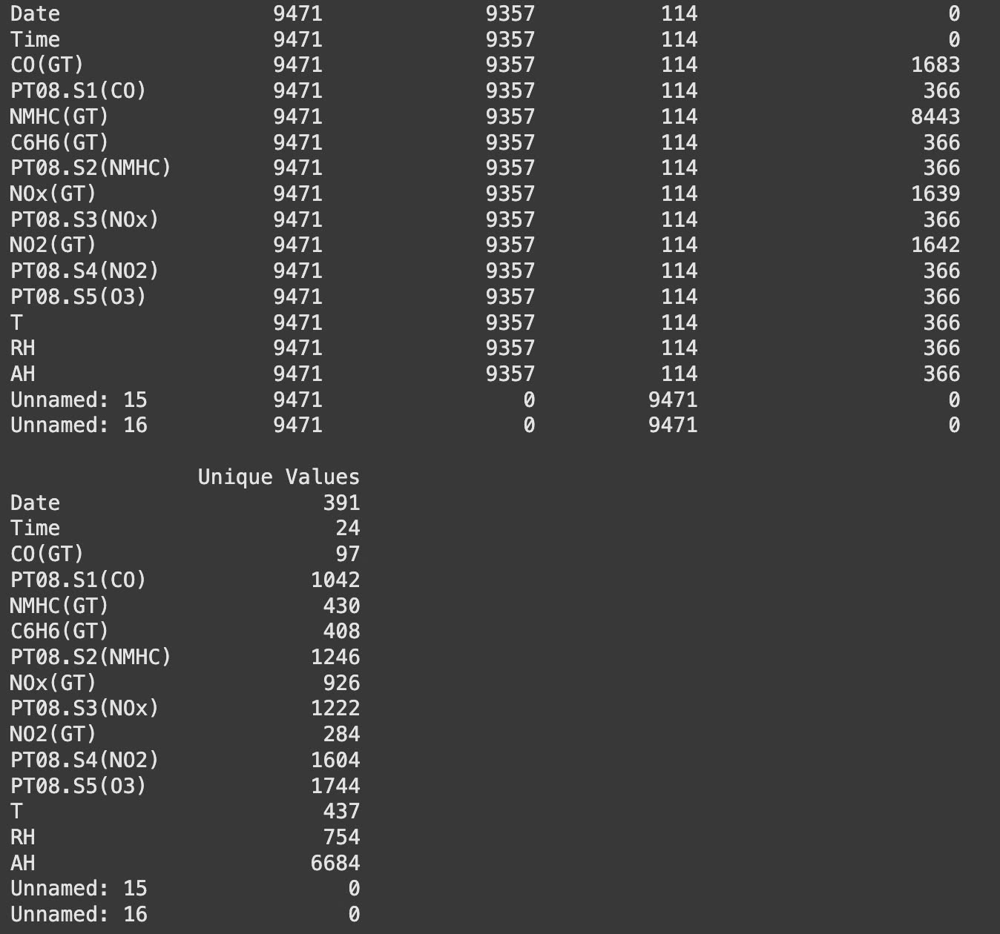 Date 9471 9357 114 0
Time 9471 9357 114 0
CO(GT) 9471 9357 114 1683
PT08.S1(CO) 9471 9357 114 366
NMHC(GT) 9471 9357 114 8443
C6H6(GT) 9471 9357 114 366
PT08.S2(NMHC) 9471 9357 114 366
NOx(GT) 9471 9357 114 1639
PT08.S3(NOx) 9471 9357 114 366
NO2(GT) 9471 9357 114 1642
PT08.S4(NO2) 9471 9357 114 366
PT08.S5(O3) 9471 9357 114 366
T 9471 9357 114 366
RH 9471 9357 114 366
AH 9471 9357 114 366
Unnamed: 15 9471 0 9471 0
Unnamed: 16 9471 0 9471 0
Unique Values
Date 391
Time 24
CO(GT) 97
PT08.S1(CO) 1042
NMHC(GT) 430
C6H6(GT) 408
PT08.S2(NMHC) 1246
NOx(GT) 926
PT08.S3(NOx) 1222
NO2(GT) 284
PT08.S4(NO2) 1604
PT08.S5(O3) 1744
T 437
RH 754
AH 6684
Unnamed: 15 0
Unnamed: 16 0